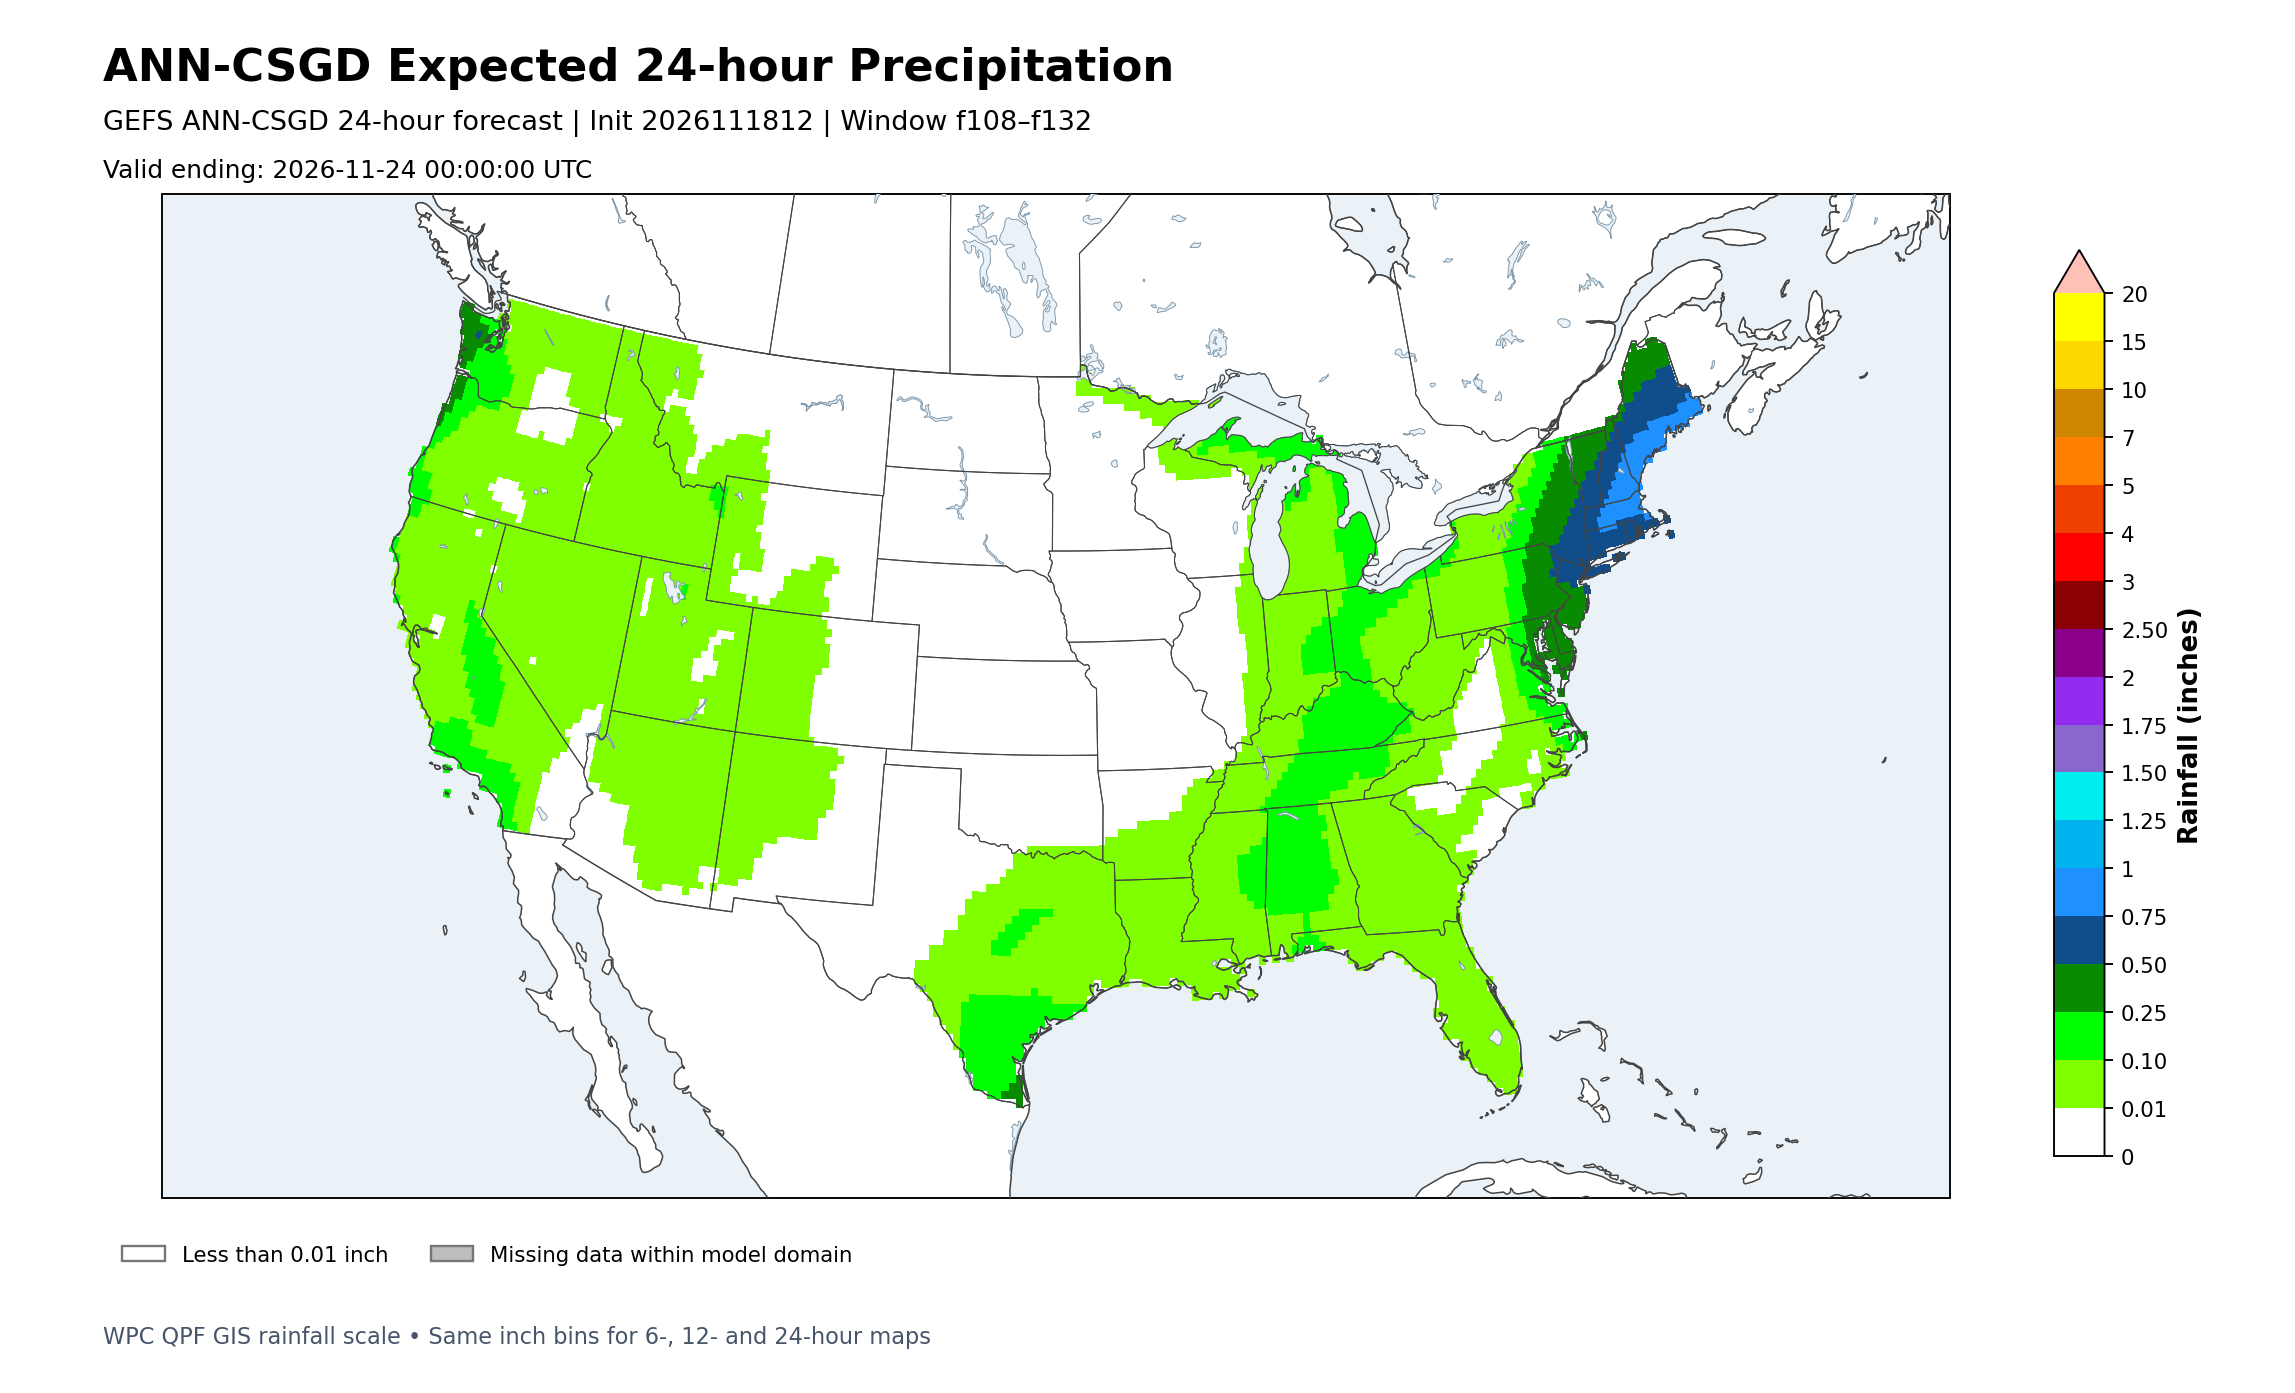 ANN-CSGD Expected 24-hour Precipitation
GEFS ANN-CSGD 24-hour forecast | Init 2026111812 | Window f108–f132
Valid ending: 2026-11-24 00:00:00 UTC
20
15
10
7
5
4
3
2.50
2
1.75
1.50
1.25
1
0.75
0.50
0.25
0.10
0.01
0
Rainfall (inches)
Less than 0.01 inch
Missing data within model domain
WPC QPF GIS rainfall scale • Same inch bins for 6-, 12- and 24-hour maps